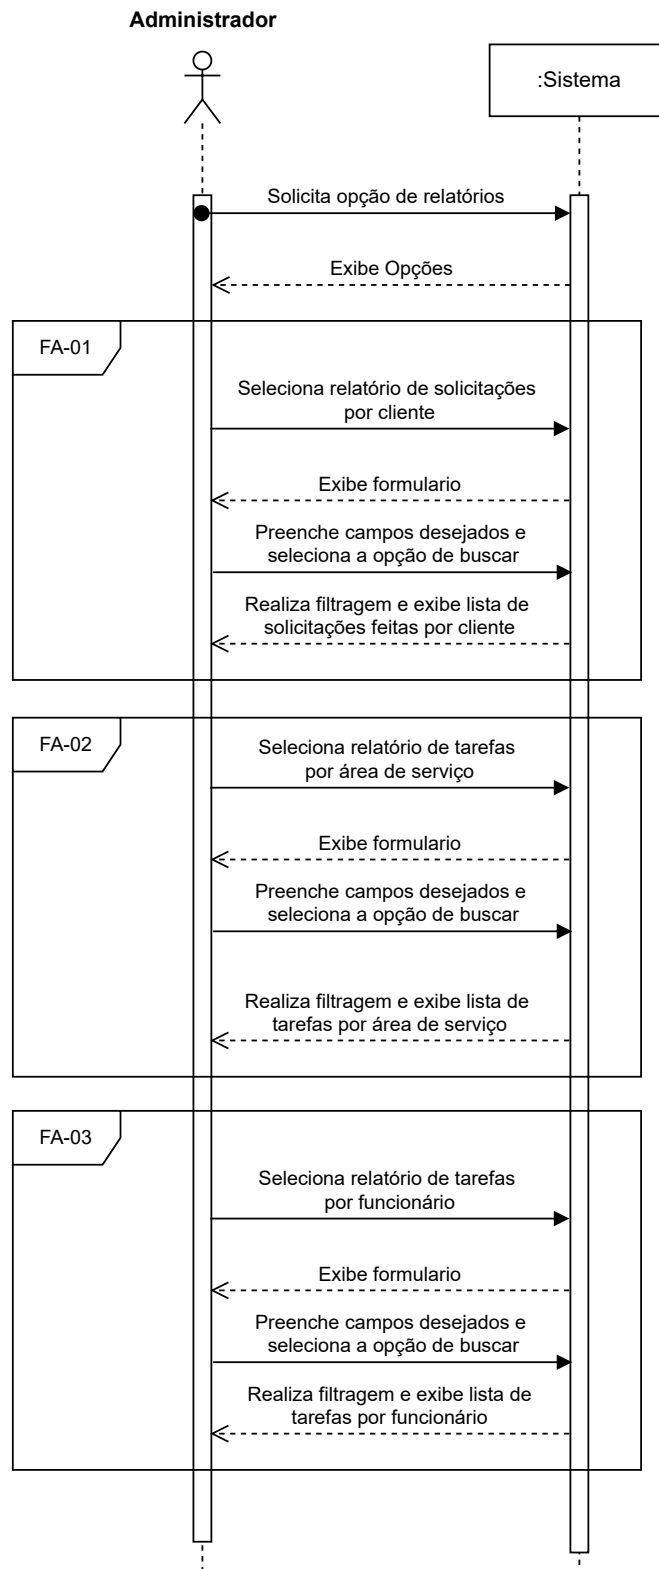 Administrador
:Sistema
Solicita opção de relatórios
Exibe Opções
FA-01
Seleciona relatório de solicitações
por cliente
Exibe formulario
Preenche campos desejados e
seleciona a opção de buscar
Realiza filtragem e exibe lista de
solicitações feitas por cliente
FA-02
Seleciona relatório de tarefas
por área de serviço
Exibe formulario
Preenche campos desejados e
seleciona a opção de buscar
Realiza filtragem e exibe lista de
tarefas por área de serviço
FA-03
Seleciona relatório de tarefas
por funcionário
Exibe formulario
Preenche campos desejados e
seleciona a opção de buscar
Realiza filtragem e exibe lista de
tarefas por funcionário